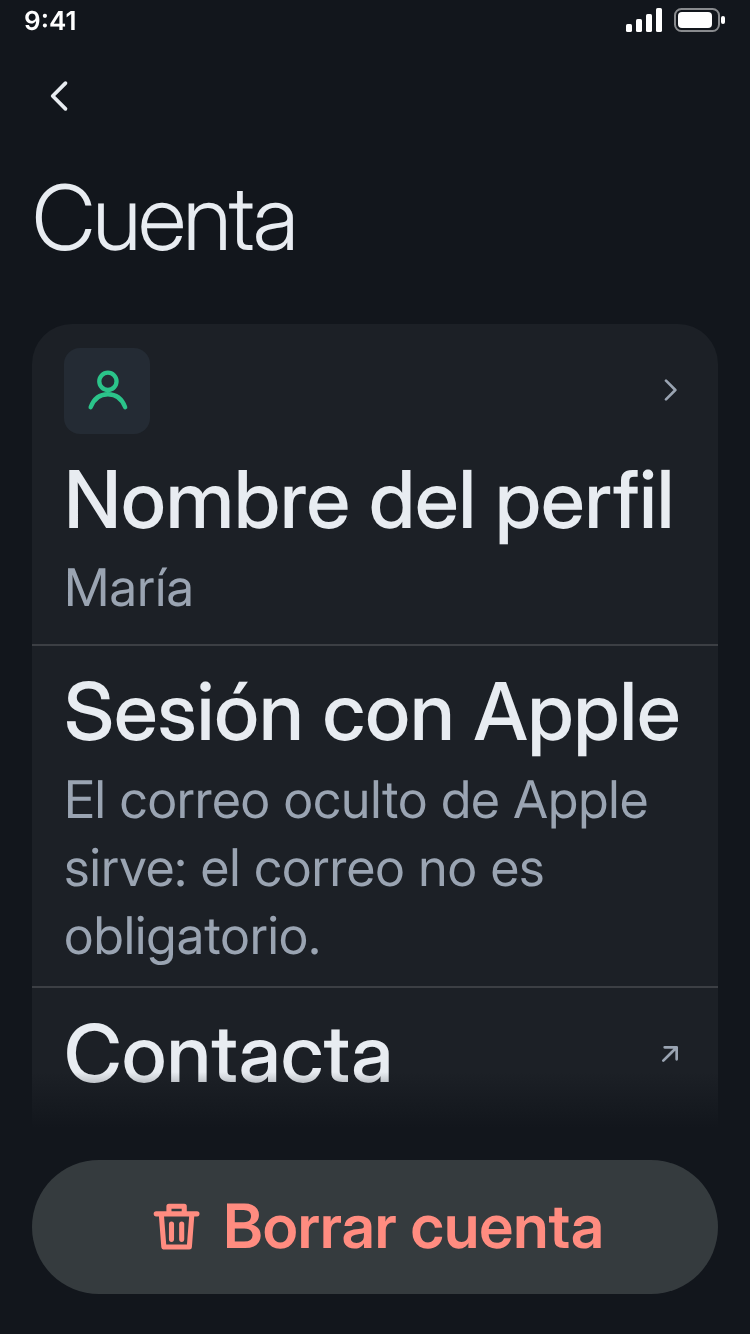 9:41
Cuenta
Nombre del perfil
María
Sesión con Apple
El correo oculto de Apple
sirve: el correo no es
obligatorio.
Contacta
Borrar cuenta